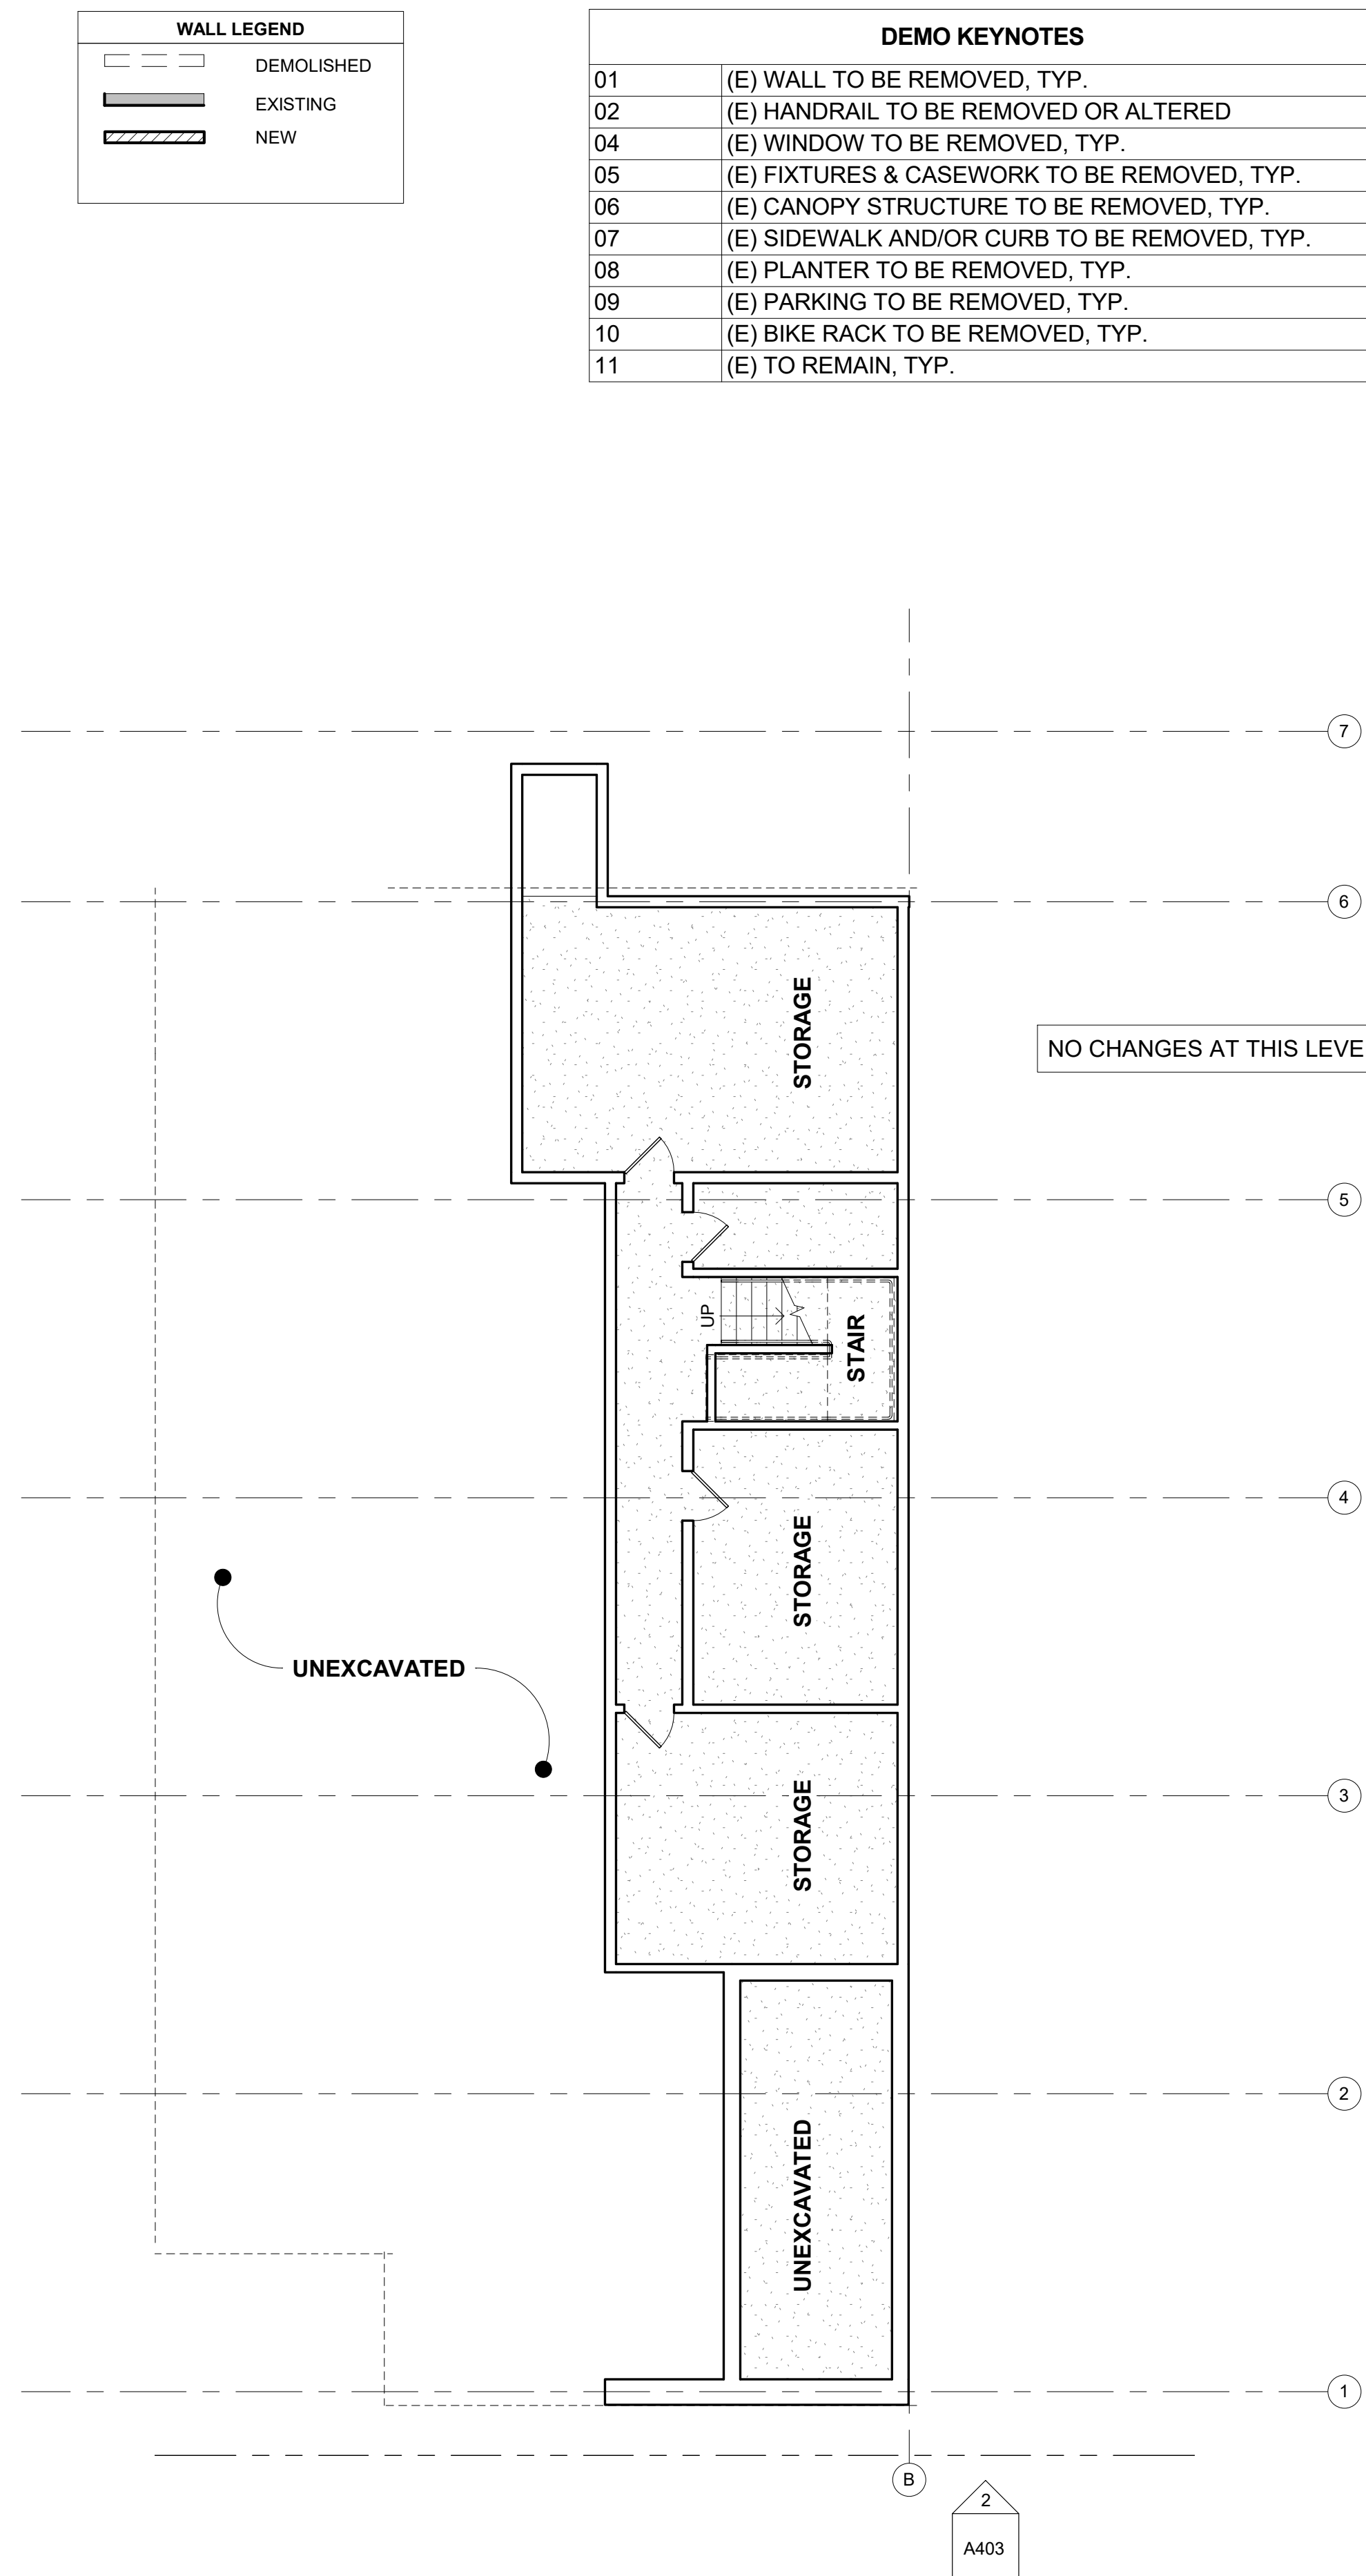 WALL LEGEND
DEMOLISHED
EXISTING
NEW
DEMO KEYNOTES
01 (E) WALL TO BE REMOVED, TYP.
02 (E) HANDRAIL TO BE REMOVED OR ALTERED
04 (E) WINDOW TO BE REMOVED, TYP.
05 (E) FIXTURES & CASEWORK TO BE REMOVED, TYP.
06 (E) CANOPY STRUCTURE TO BE REMOVED, TYP.
07 (E) SIDEWALK AND/OR CURB TO BE REMOVED, TYP.
08 (E) PLANTER TO BE REMOVED, TYP.
09 (E) PARKING TO BE REMOVED, TYP.
10 (E) BIKE RACK TO BE REMOVED, TYP.
11 (E) TO REMAIN, TYP.
7
6
STORAGE
NO CHANGES AT THIS LEVE
5
UP
STAIR
4
STORAGE
UNEXCAVATED
3
STORAGE
2
UNEXCAVATED
1
B
2
A403